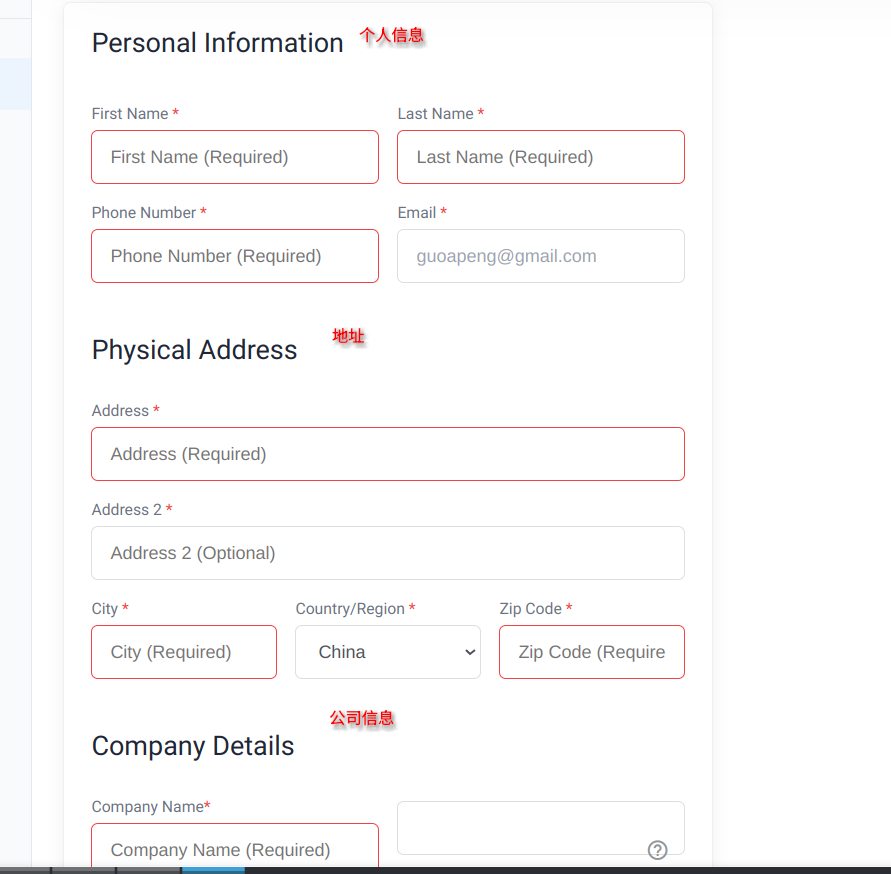 Personal Information 个人信息
First Name * Last Name *
First Name (Required) Last Name (Required)
Phone Number * Email *
Phone Number (Required) guoapeng@gmail.com
Physical Address 地址
Address *
Address (Required)
Address 2 *
Address 2 (Optional)
City * Country/Region * Zip Code *
City (Required) China Zip Code (Require
公司信息
Company Details
Company Name*
Company Name (Required) ?